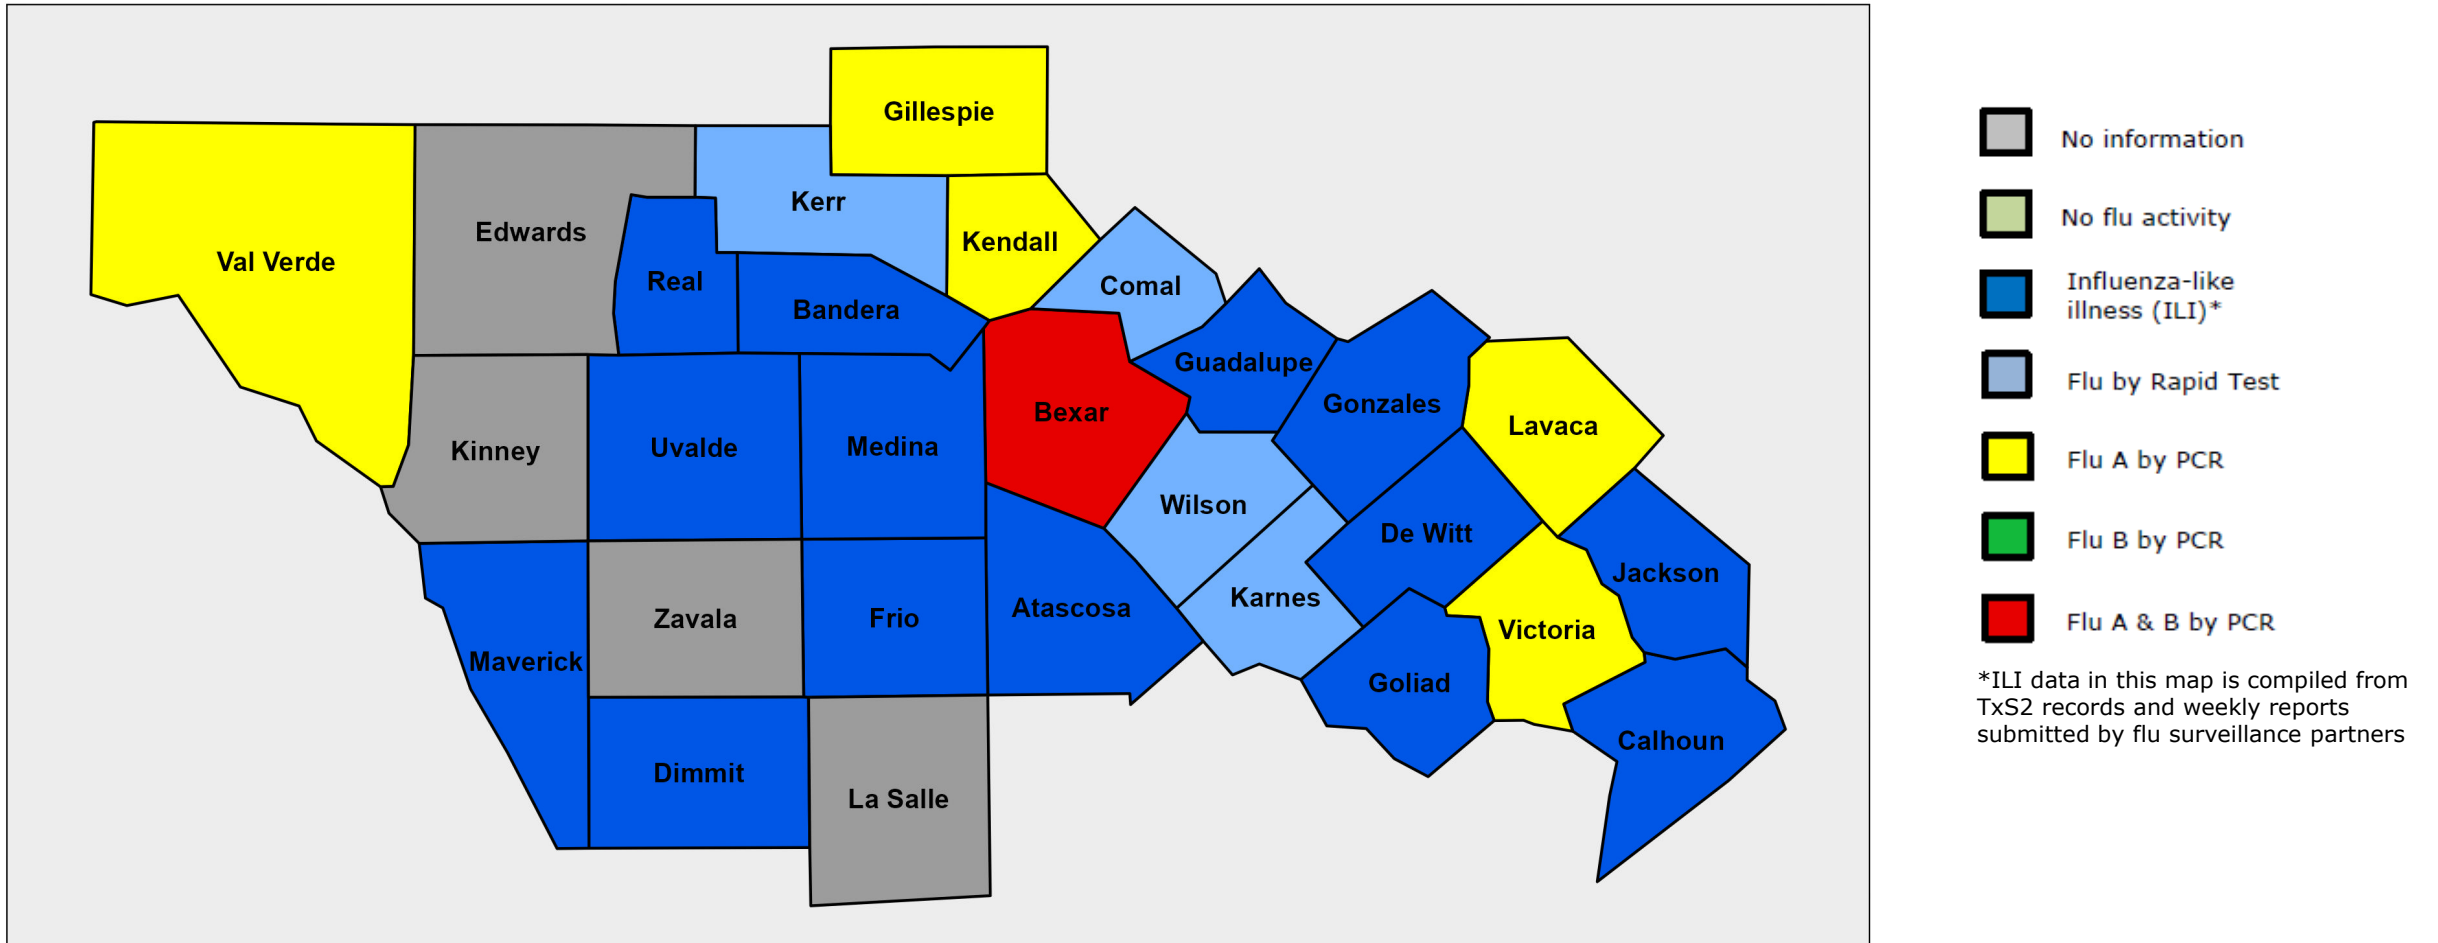 Gillespie
Kerr
Edwards
Kendall
Val Verde
Real
Comal
Bandera
Guadalupe
Gonzales
Bexar
Lavaca
Kinney
Uvalde
Medina
Wilson
De Witt
Jackson
Karnes
Atascosa
Zavala
Frio
Victoria
Maverick
Goliad
Calhoun
Dimmit
La Salle
No information
No flu activity
Influenza-like
illness (ILI)*
Flu by Rapid Test
Flu A by PCR
Flu B by PCR
Flu A & B by PCR
*ILI data in this map is compiled from
TxS2 records and weekly reports
submitted by flu surveillance partners